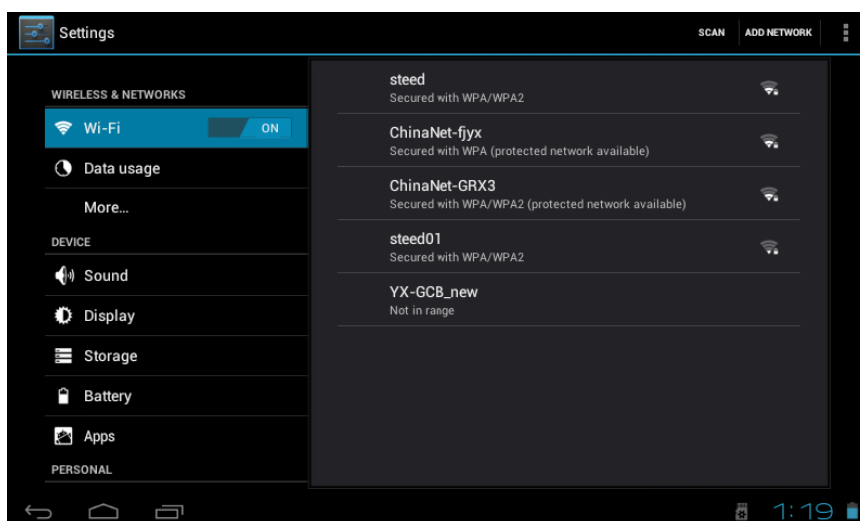 Settings
SCAN
ADD NETWORK
WIRELESS & NETWORKS
Wi-Fi
ON
Data usage
More...
DEVICE
Sound
Display
Storage
Battery
Apps
PERSONAL
steed
Secured with WPA/WPA2
ChinaNet-fjyx
Secured with WPA (protected network available)
ChinaNet-GRX3
Secured with WPA/WPA2 (protected network available)
steed01
Secured with WPA/WPA2
YX-GCB_new
Not in range
1:19